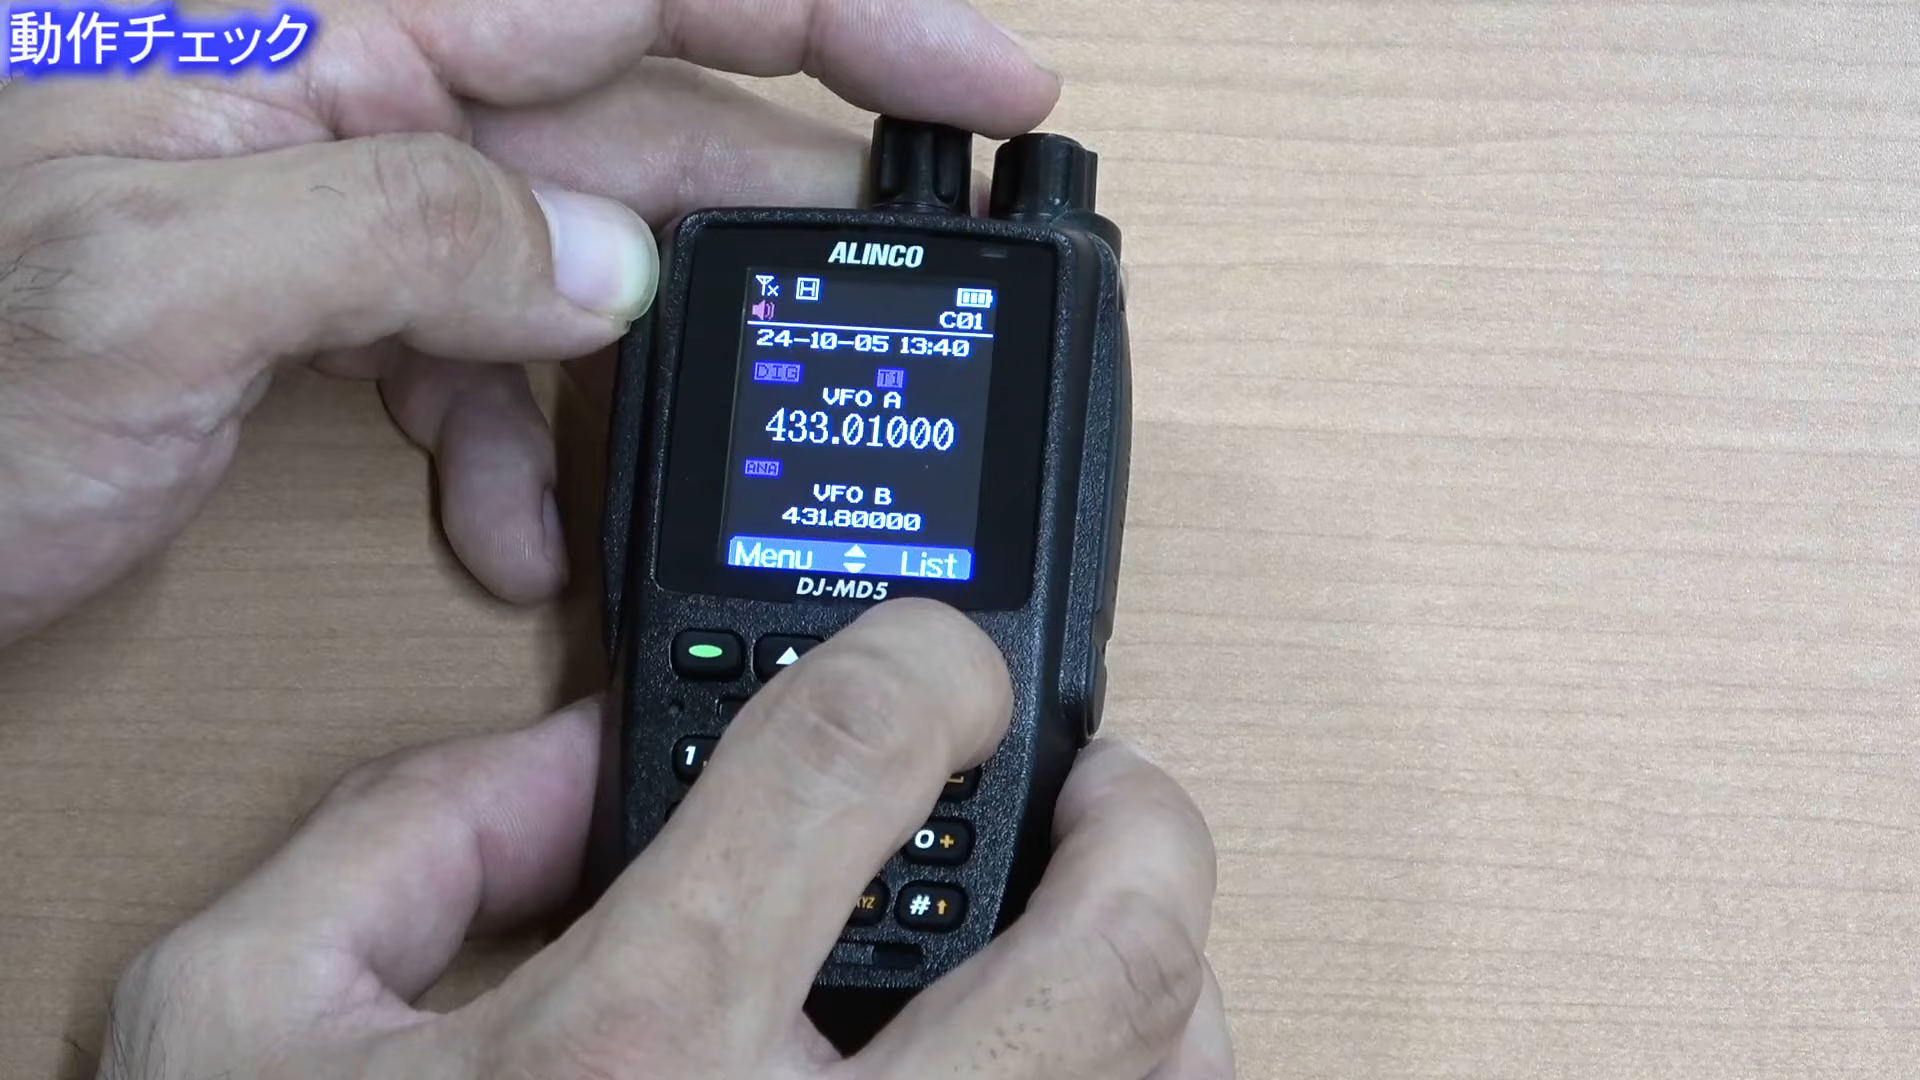 動作チェック
ALINCO
C01
24-10-05 13:40
DIG T1
VFO A
433.01000
ANA
VFO B
431.80000
Menu List
DJ-MD5
1
0 +
XYZ
#